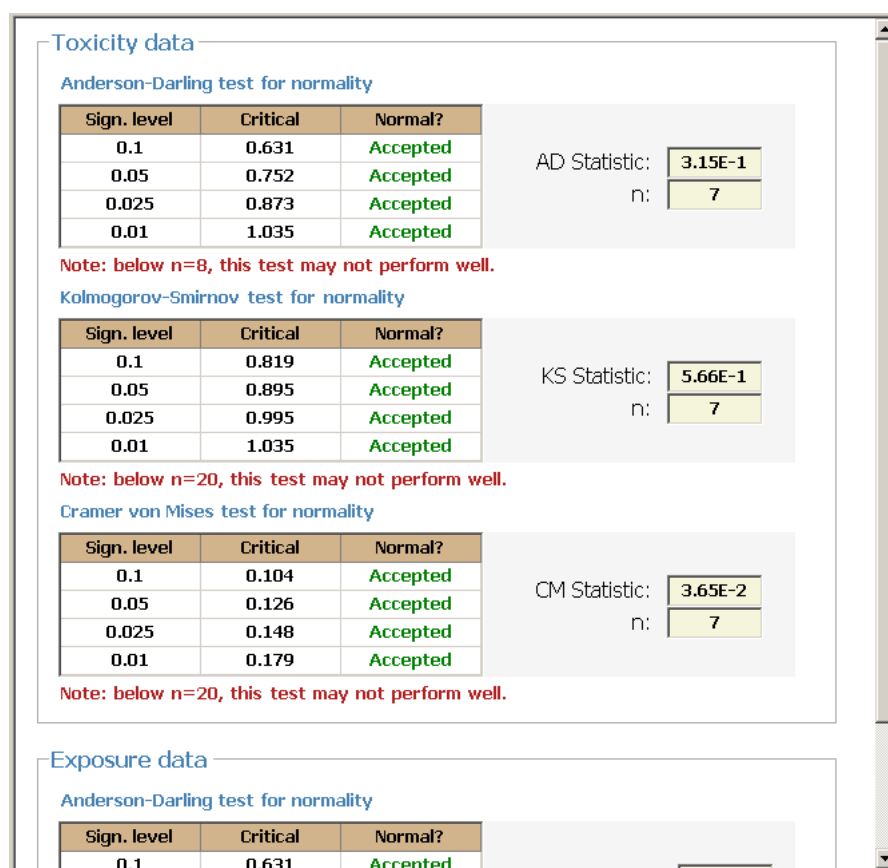 Toxicity data
Anderson-Darling test for normality
Sign. level Critical Normal?
0.1 0.631 Accepted
0.05 0.752 Accepted
0.025 0.873 Accepted
0.01 1.035 Accepted
AD Statistic: 3.15E-1
n: 7
Note: below n=8, this test may not perform well.
Kolmogorov-Smirnov test for normality
Sign. level Critical Normal?
0.1 0.819 Accepted
0.05 0.895 Accepted
0.025 0.995 Accepted
0.01 1.035 Accepted
KS Statistic: 5.66E-1
n: 7
Note: below n=20, this test may not perform well.
Cramer von Mises test for normality
Sign. level Critical Normal?
0.1 0.104 Accepted
0.05 0.126 Accepted
0.025 0.148 Accepted
0.01 0.179 Accepted
CM Statistic: 3.65E-2
n: 7
Note: below n=20, this test may not perform well.
Exposure data
Anderson-Darling test for normality
Sign. level Critical Normal?
0.1 0.631 Accepted